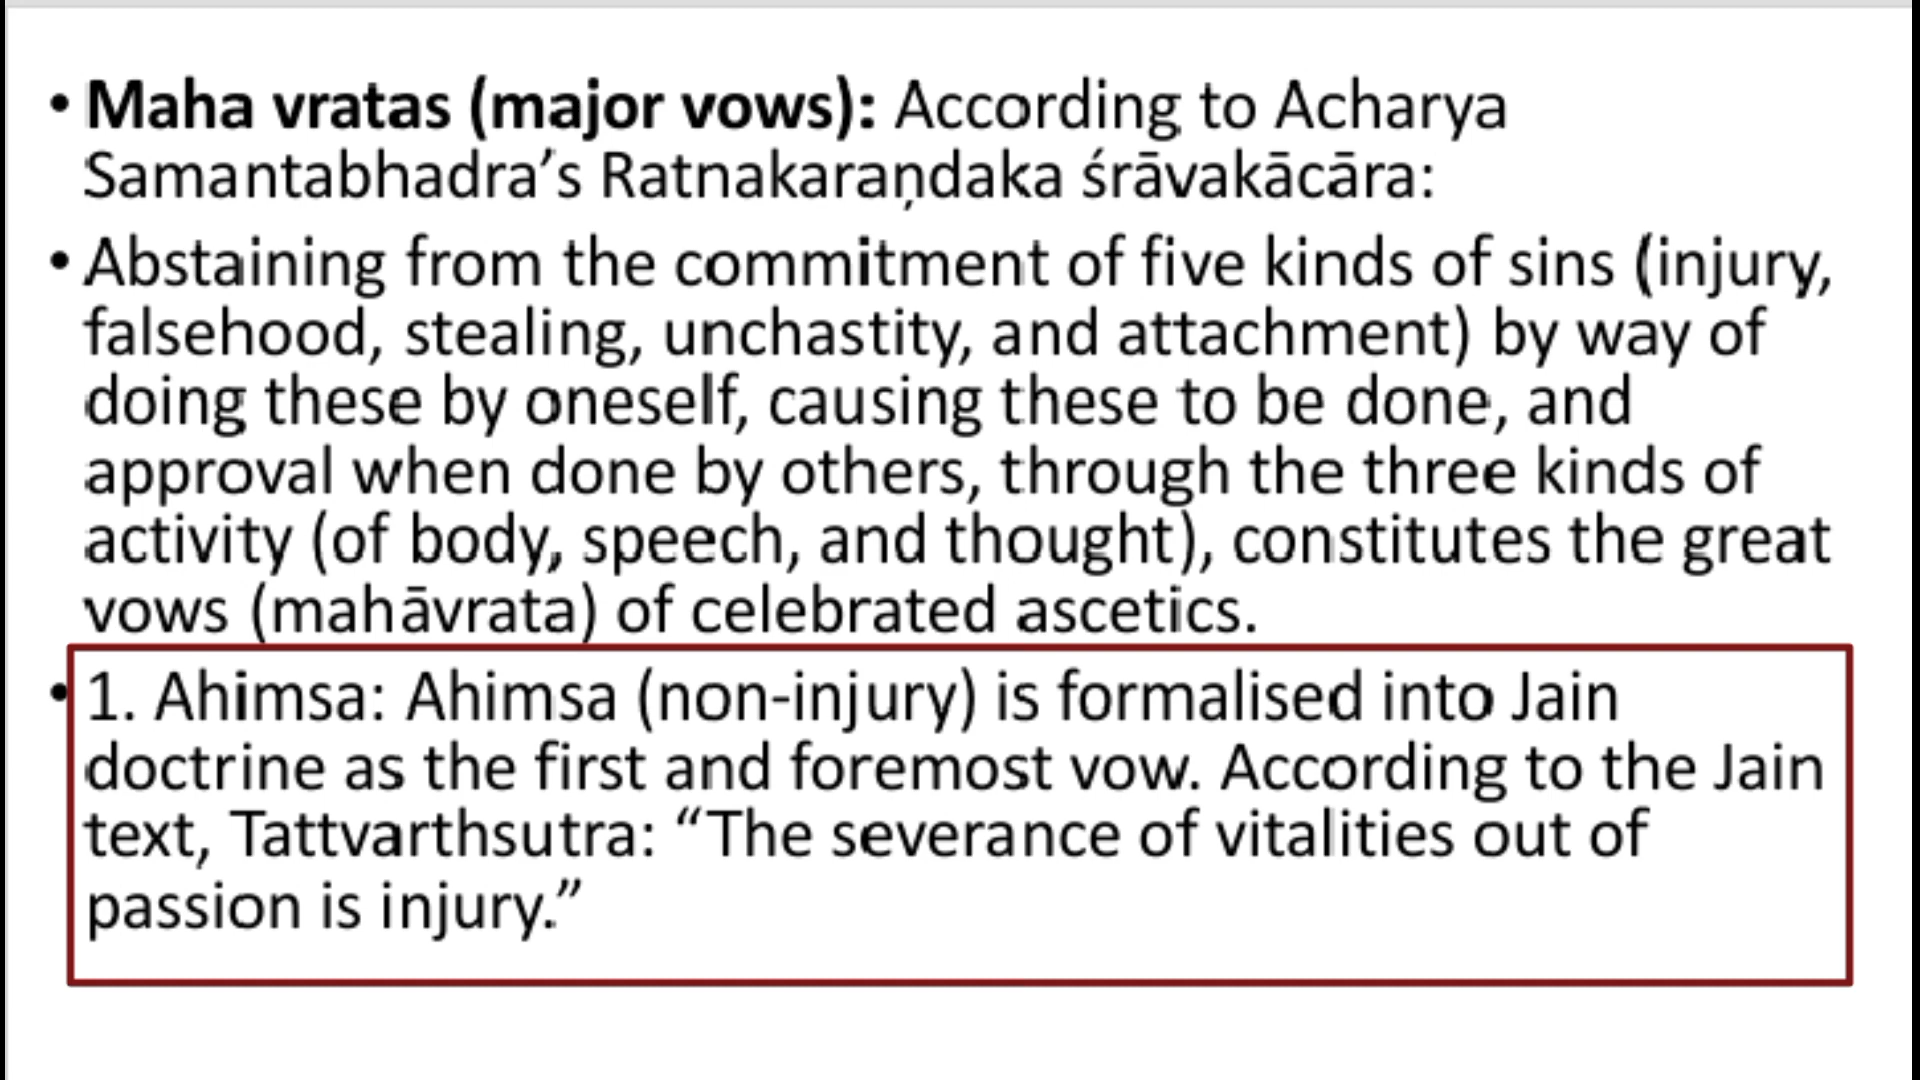 • Maha vratas (major vows): According to Acharya
Samantabhadra’s Ratnakaraṇdaka śrāvakācāra:
• Abstaining from the commitment of five kinds of sins (injury,
falsehood, stealing, unchastity, and attachment) by way of
doing these by oneself, causing these to be done, and
approval when done by others, through the three kinds of
activity (of body, speech, and thought), constitutes the great
vows (mahāvrata) of celebrated ascetics.
• 1. Ahimsa: Ahimsa (non-injury) is formalised into Jain
doctrine as the first and foremost vow. According to the Jain
text, Tattvarthsutra: “The severance of vitalities out of
passion is injury.”